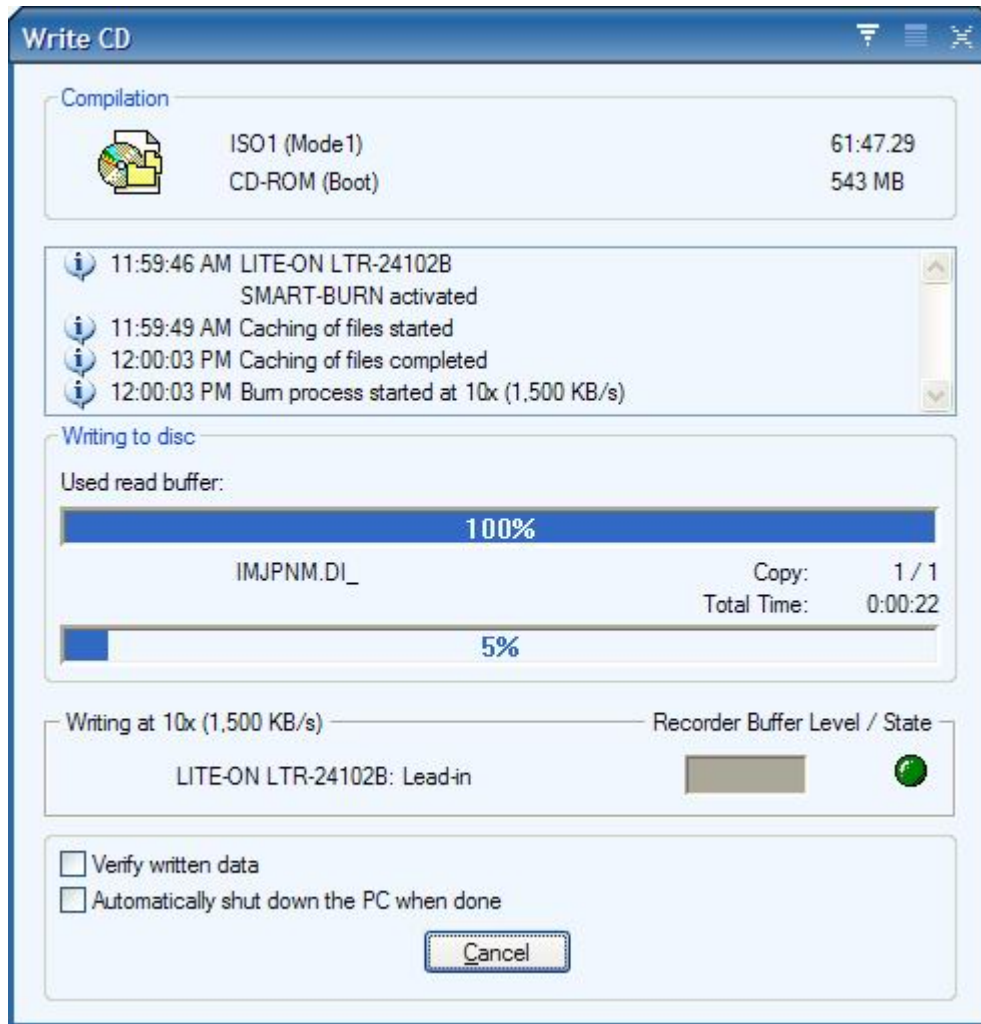 Write CD
Compilation
ISO1 (Mode1) 61:47.29
CD-ROM (Boot) 543 MB
11:59:46 AM LITE-ON LTR-24102B
SMART-BURN activated
11:59:49 AM Caching of files started
12:00:03 PM Caching of files completed
12:00:03 PM Burn process started at 10x (1,500 KB/s)
Writing to disc
Used read buffer:
100%
IMJPNM.DI_ Copy: 1 / 1
Total Time: 0:00:22
5%
Writing at 10x (1,500 KB/s) Recorder Buffer Level / State
LITE-ON LTR-24102B: Lead-in
Verify written data
Automatically shut down the PC when done
Cancel